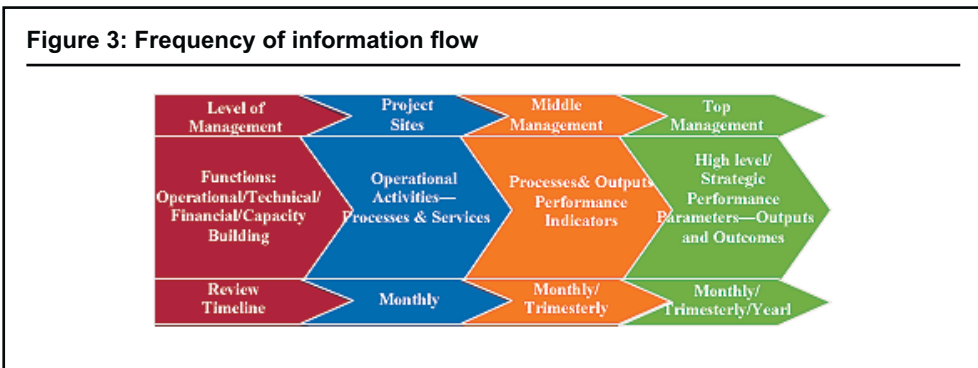 Figure 3: Frequency of information flow
Level of
Management
Project
Sites
Middle
Management
Top
Management
Functions:
Operational/Technical/
Financial/Capacity
Building
Operational
Activities—
Processes & Services
Processes& Outputs
Performance
Indicators
High level/
Strategic
Performance
Parameters—Outputs
and Outcomes
Review
Timeline
Monthly
Monthly/
Trimesterly
Monthly/
Trimesterly/Yearl